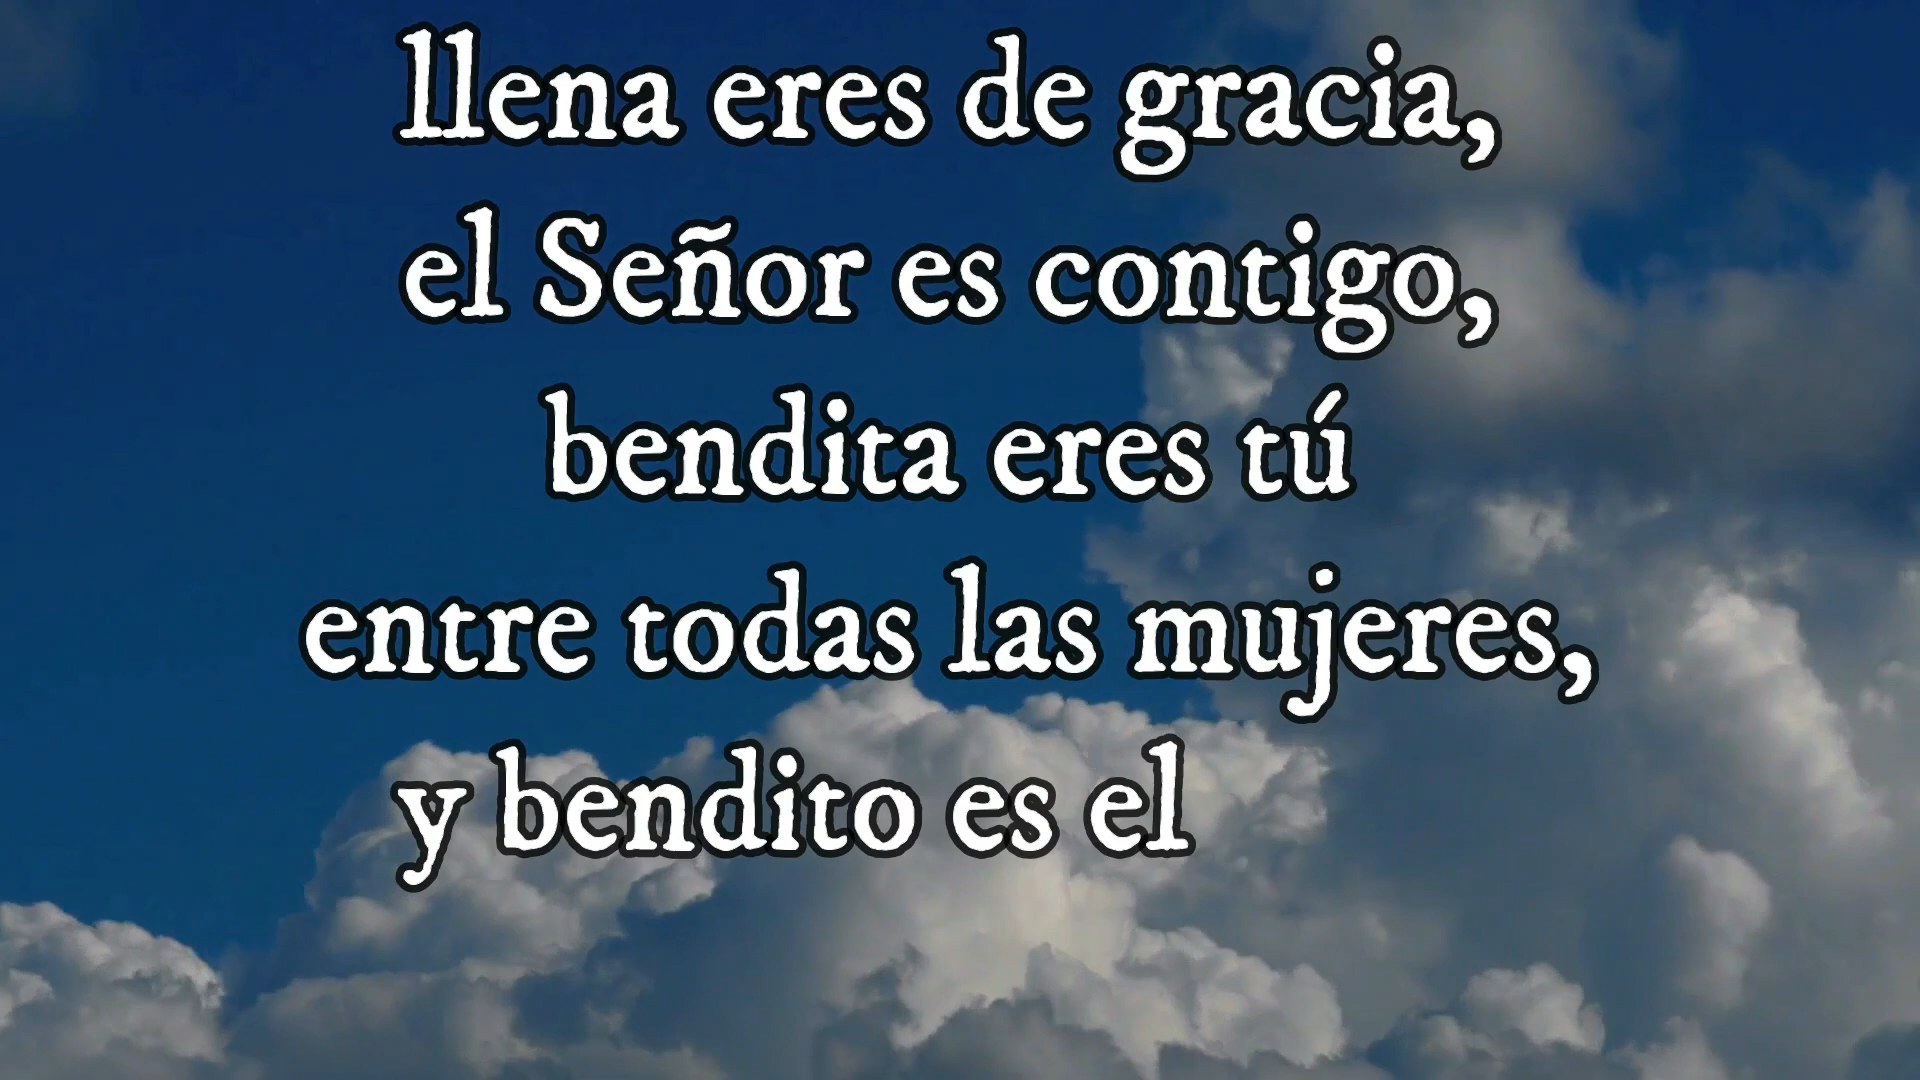 llena eres de gracia,
el Señor es contigo,
bendita eres tú
entre todas las mujeres,
y bendito es el